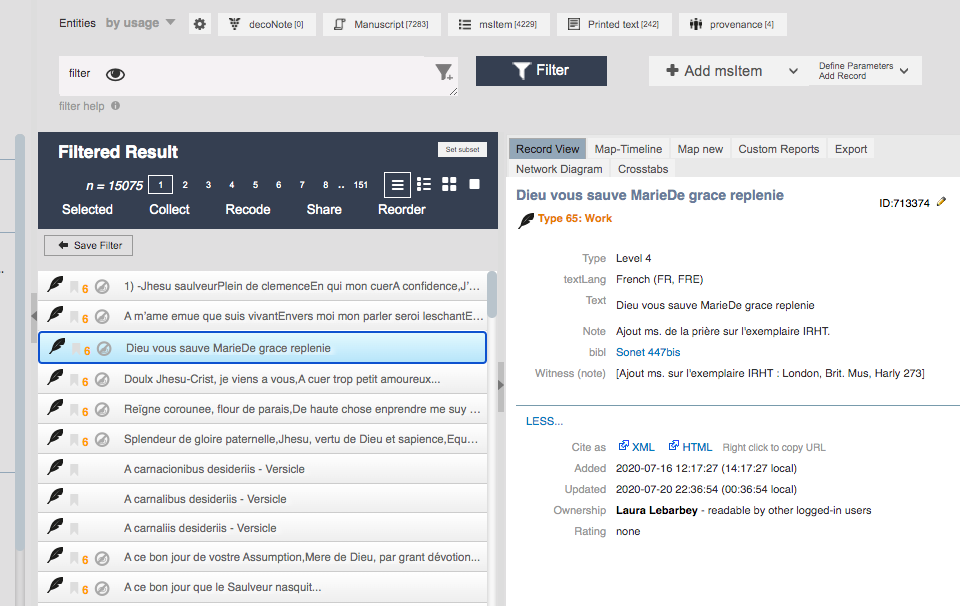 Entities by usage decoNote [0] Manuscript [7283] msItem [4229] Printed text [242] provenance [4]
filter
Filter
Add msItem
Define Parameters
Add Record
filter help
Filtered Result
Set subset
n = 15075 1 2 3 4 5 6 7 8 .. 151
Selected Collect Recode Share Reorder
Save Filter
6 1) -Jhesu saulveurPlein de clemenceEn qui mon cuerA confidence,J'...
6 A m'ame emue que suis vivantEnvers moi mon parler seroi leschantE...
6 Dieu vous sauve MarieDe grace replenie
6 Doulx Jhesu-Crist, je viens a vous,A cuer trop petit amoureux...
6 Reïgne corounee, flour de parais,De haute chose enprendre me suy ...
6 Splendeur de gloire paternelle,Jhesu, vertu de Dieu et sapience,Equ...
A carnacionibus desideriis - Versicle
A carnalibus desideriis - Versicle
A carnaliis desideriis - Versicle
6 A ce bon jour de vostre Assumption,Mere de Dieu, par grant dévotion...
6 A ce bon jour que le Saulveur nasquit...
Record View Map-Timeline Map new Custom Reports Export
Network Diagram Crosstabs
Dieu vous sauve MarieDe grace replenie
ID:713374
Type 65: Work
Type Level 4
textLang French (FR, FRE)
Text Dieu vous sauve MarieDe grace replenie
Note Ajout ms. de la prière sur l'exemplaire IRHT.
bibl Sonet 447bis
Witness (note) [Ajout ms. sur l'exemplaire IRHT : London, Brit. Mus, Harly 273]
LESS...
Cite as XML HTML Right click to copy URL
Added 2020-07-16 12:17:27 (14:17:27 local)
Updated 2020-07-20 22:36:54 (00:36:54 local)
Ownership Laura Lebarbey - readable by other logged-in users
Rating none